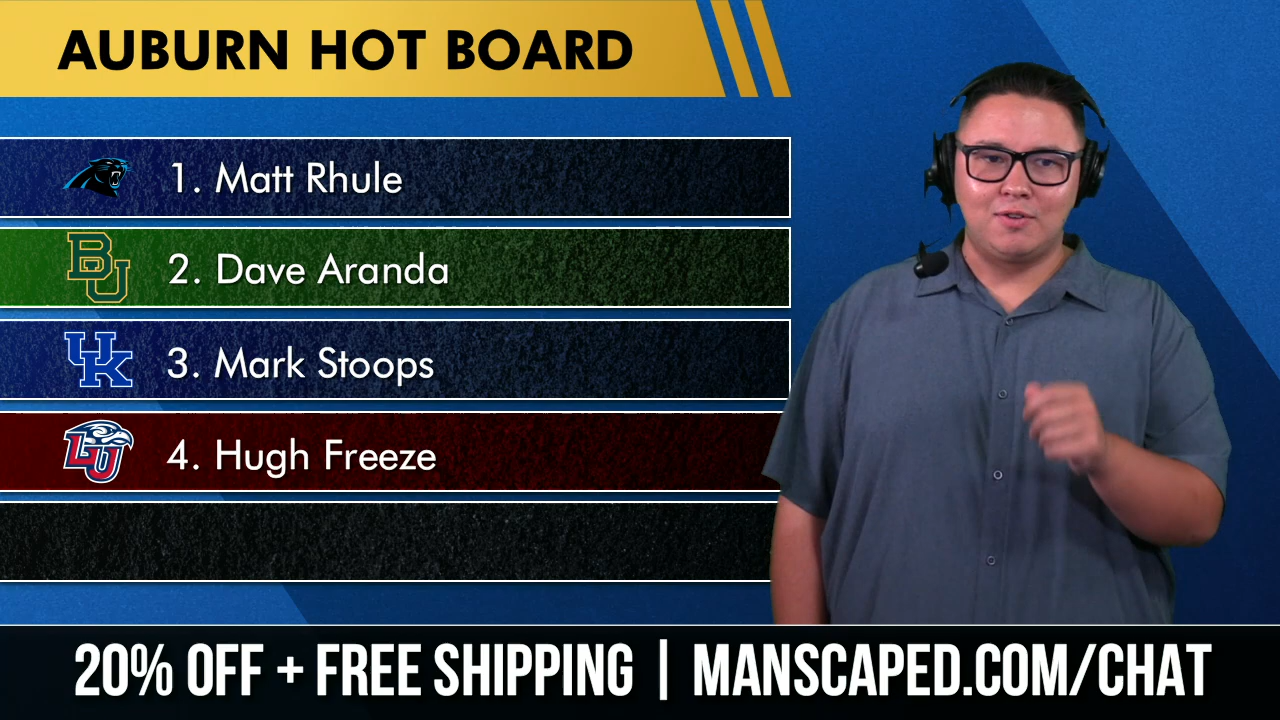 AUBURN HOT BOARD
1. Matt Rhule
BU
2. Dave Aranda
UK
3. Mark Stoops
LU
4. Hugh Freeze
20% OFF + FREE SHIPPING | MANSCAPED.COM/CHAT